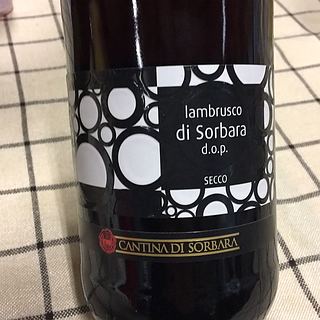 lambrusco
di Sorbara
d.o.p.
SECCO
CANTINA DI SORBARA